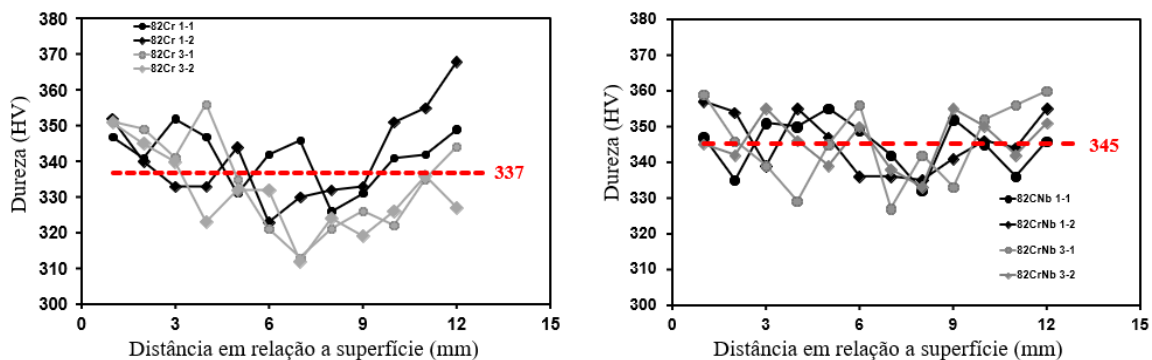 380
370
360
350
340
330
320
310
300
Dureza (HV)
82Cr 1-1
82Cr 1-2
82Cr 3-1
82Cr 3-2
337
0
3
6
9
12
15
Distância em relação a superfície (mm)
380
370
360
350
340
330
320
310
300
Dureza (HV)
345
82CNb 1-1
82CrNb 1-2
82CrNb 3-1
82CrNb 3-2
0
3
6
9
12
15
Distância em relação a superfície (mm)